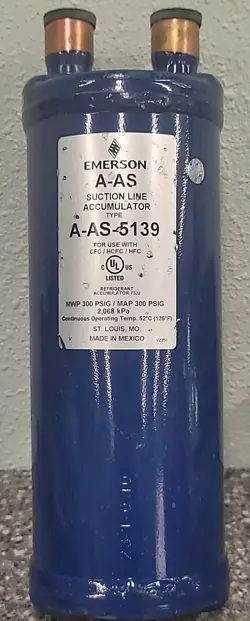 EMERSON
A-AS
SUCTION LINE
ACCUMULATOR
TYPE
A-AS-5139
FOR USE WITH
CFC / HCFC / HFC
C UL US
LISTED
REFRIGERANT
ACCUMULATOR 73JJ
MWP 300 PSIG / MAP 300 PSIG
2,068 kPa
Continuous Operating Temp. 52°C (125°F)
ST. LOUIS, MO.
MADE IN MEXICO